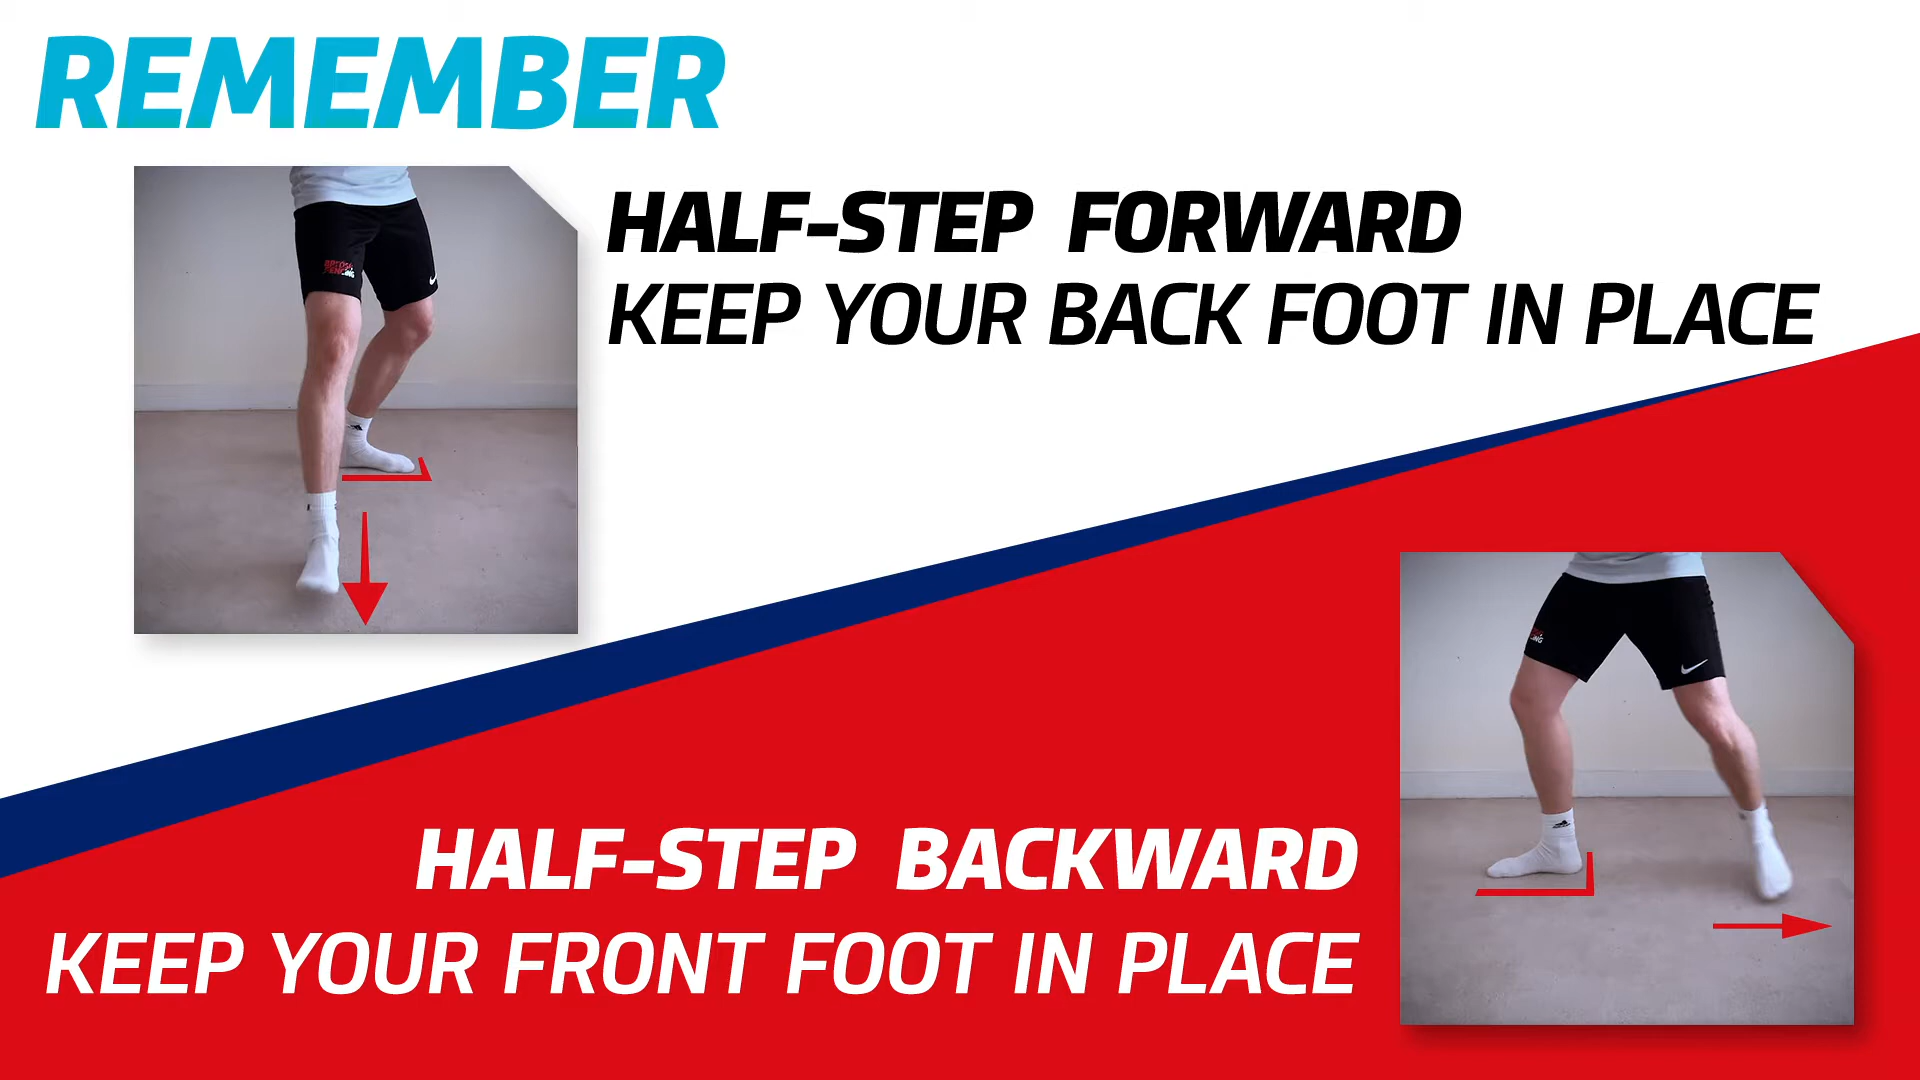 REMEMBER
HALF-STEP FORWARD
KEEP YOUR BACK FOOT IN PLACE
HALF-STEP BACKWARD
KEEP YOUR FRONT FOOT IN PLACE